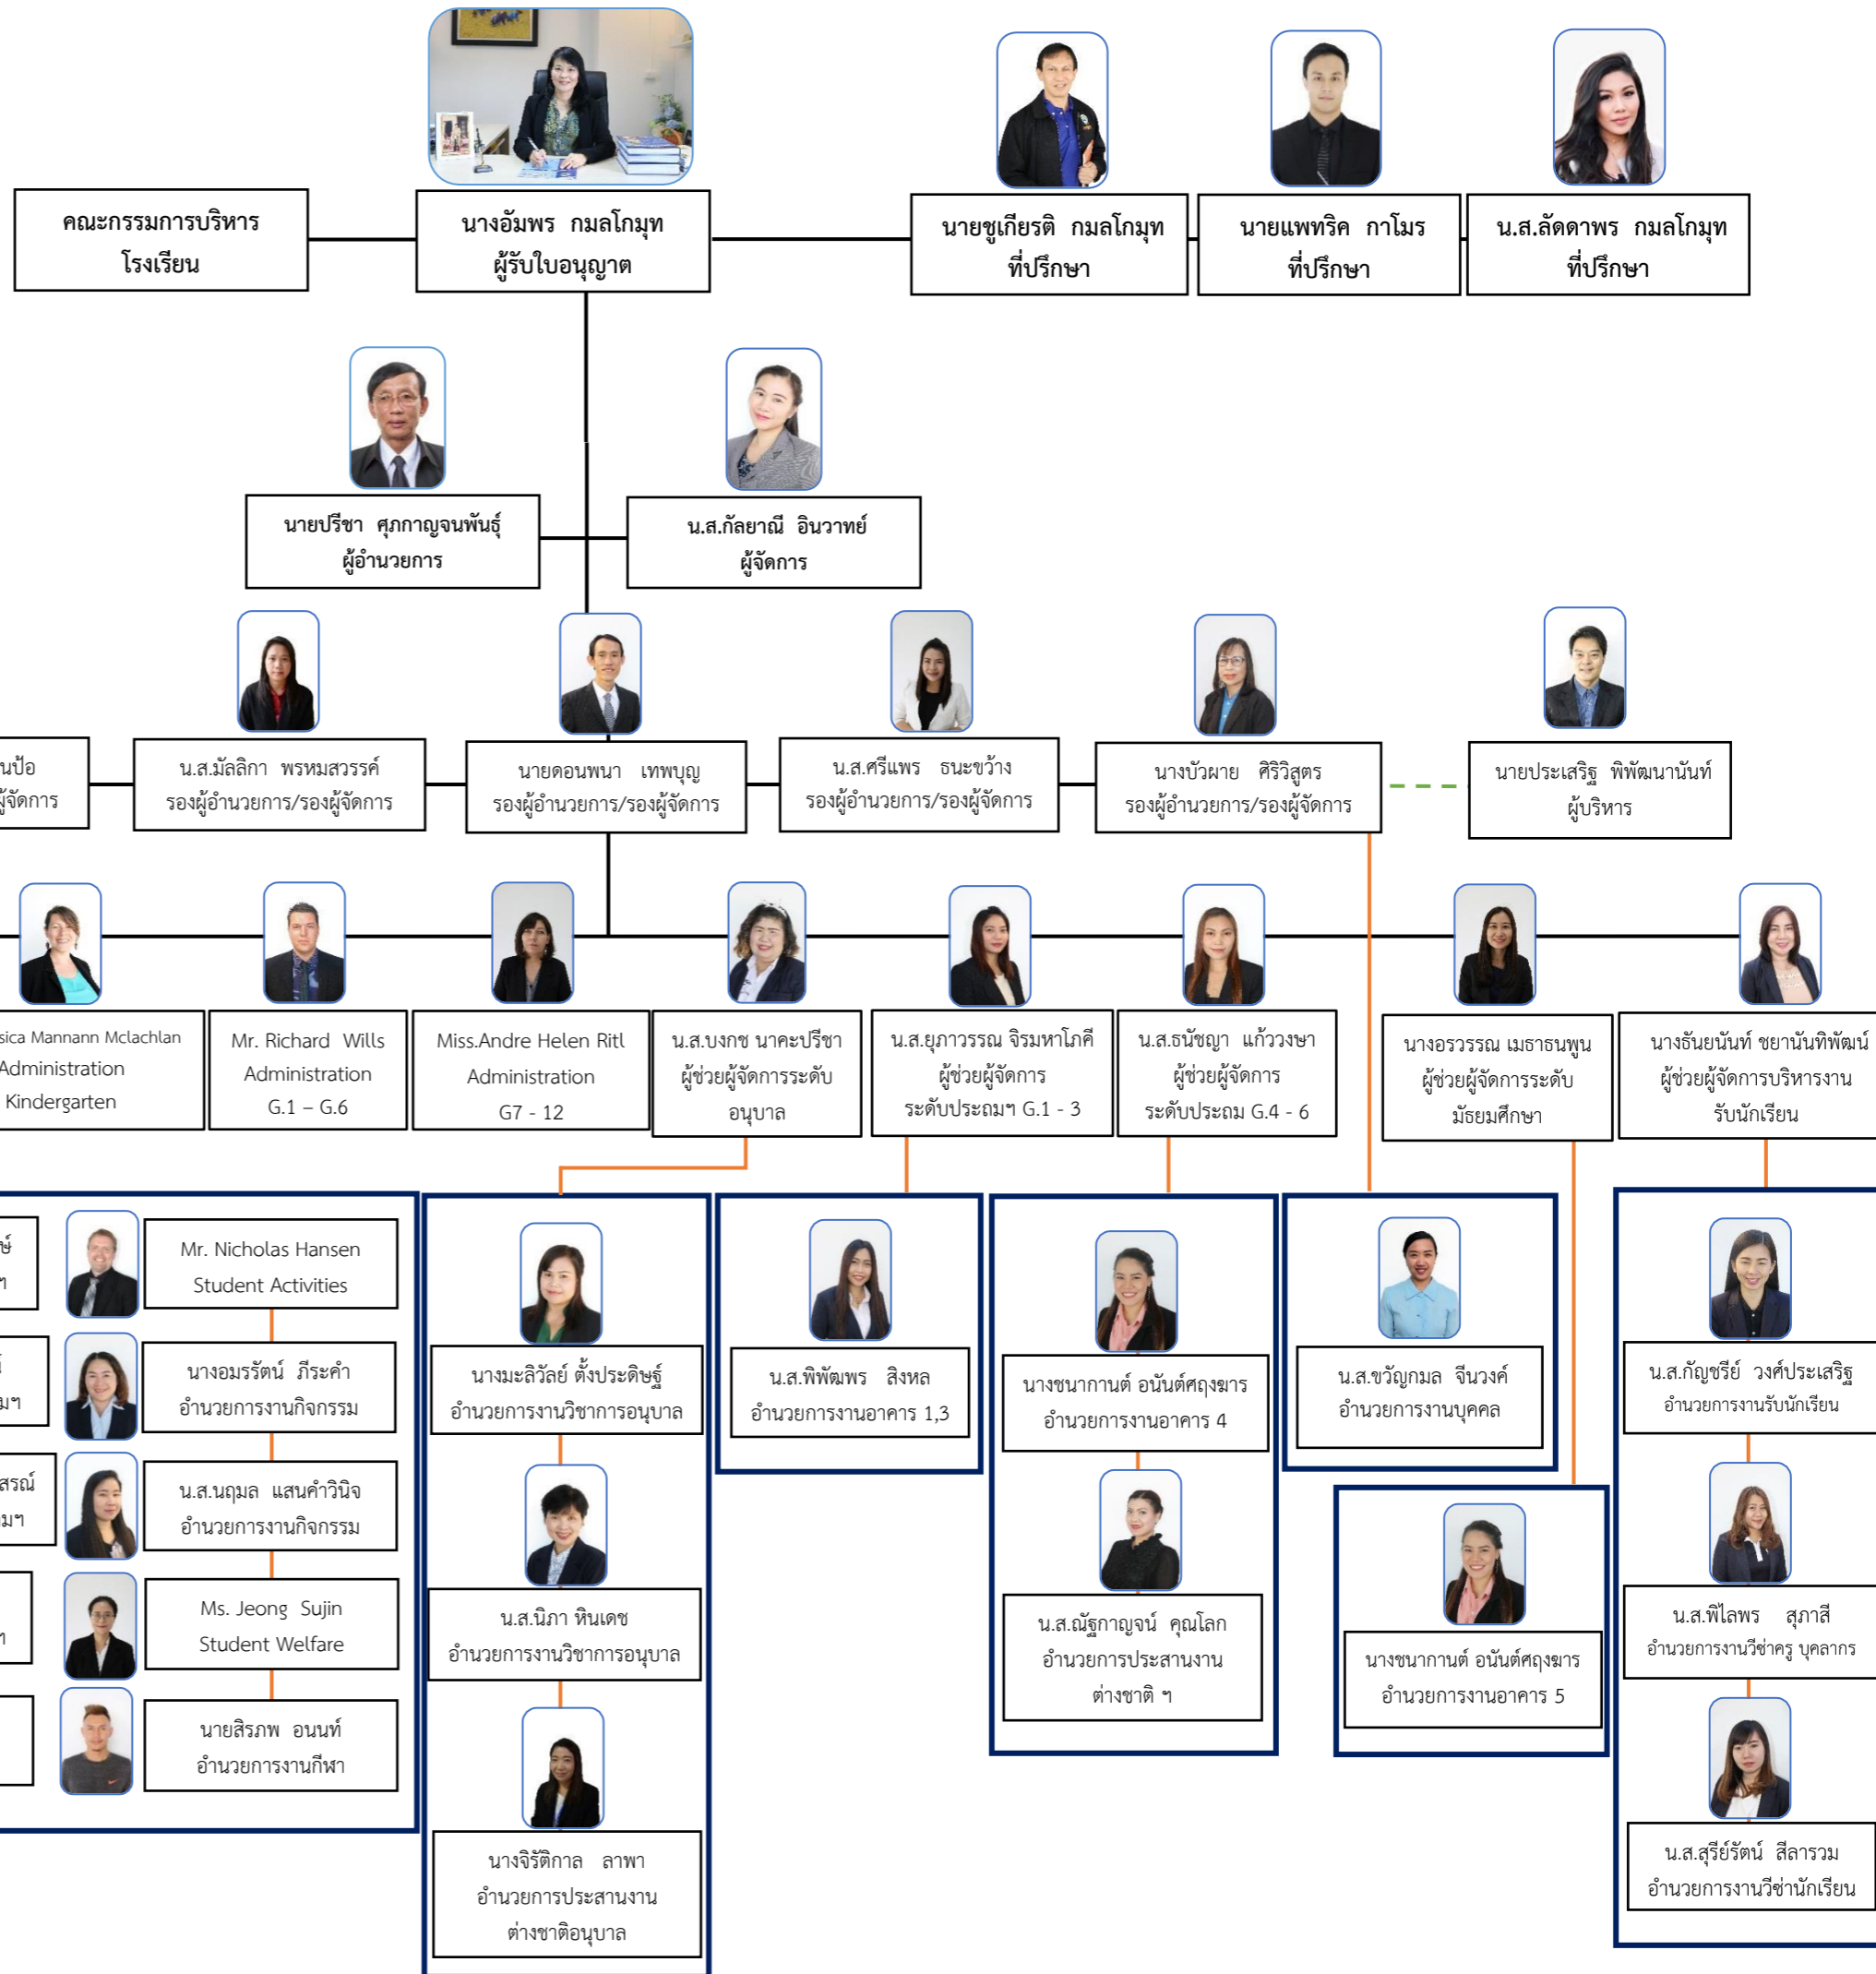 คณะกรรมการบริหาร
โรงเรียน
นางอัมพร กมลโกมุท
ผู้รับใบอนุญาต
นายชูเกียรติ กมลโกมุท
ที่ปรึกษา
นายแพทริค กาโมร
ที่ปรึกษา
น.ส.ลัดดาพร กมลโกมุท
ที่ปรึกษา
นายปรีชา ศุภกาญจนพันธุ์
ผู้อำนวยการ
น.ส.กัลยาณี อินวาทย์
ผู้จัดการ
นป้อ
ผู้จัดการ
น.ส.มัลลิกา พรหมสวรรค์
รองผู้อำนวยการ/รองผู้จัดการ
นายดอนพนา เทพบุญ
รองผู้อำนวยการ/รองผู้จัดการ
น.ส.ศรีแพร ธนะขว้าง
รองผู้อำนวยการ/รองผู้จัดการ
นางบัวผาย ศิริวิสูตร
รองผู้อำนวยการ/รองผู้จัดการ
นายประเสริฐ พิพัฒนานันท์
ผู้บริหาร
sica Mannann Mclachlan
Administration
Kindergarten
Mr. Richard Wills
Administration
G.1 – G.6
Miss.Andre Helen Ritl
Administration
G7 - 12
น.ส.บงกช นาคะปรีชา
ผู้ช่วยผู้จัดการระดับ
อนุบาล
น.ส.ยุภาวรรณ จิรมหาโภคี
ผู้ช่วยผู้จัดการ
ระดับประถมฯ G.1 - 3
น.ส.ธนัชญา แก้ววงษา
ผู้ช่วยผู้จัดการ
ระดับประถม G.4 - 6
นางอรวรรณ เมธาธนพูน
ผู้ช่วยผู้จัดการระดับ
มัธยมศึกษา
นางธันยนันท์ ชยานันทิพัฒน์
ผู้ช่วยผู้จัดการบริหารงาน
รับนักเรียน
Mr. Nicholas Hansen
Student Activities
นางอมรรัตน์ ภีระคำ
อำนวยการงานกิจกรรม
สรณ์
มฯ
น.ส.นฤมล แสนคำวินิจ
อำนวยการงานกิจกรรม
Ms. Jeong Sujin
Student Welfare
นายสิรภพ อนนท์
อำนวยการงานกีฬา
นางมะลิวัลย์ ตั้งประดิษฐ์
อำนวยการงานวิชาการอนุบาล
น.ส.นิภา หินเดช
อำนวยการงานวิชาการอนุบาล
นางจิรัติกาล ลาพา
อำนวยการประสานงาน
ต่างชาติอนุบาล
น.ส.พิพัฒพร สิงหล
อำนวยการงานอาคาร 1,3
นางชนากานต์ อนันต์ศฤงฆาร
อำนวยการงานอาคาร 4
น.ส.ณัฐกาญจน์ คุณโลก
อำนวยการประสานงาน
ต่างชาติ ฯ
น.ส.ขวัญกมล จีนวงค์
อำนวยการงานบุคคล
นางชนากานต์ อนันต์ศฤงฆาร
อำนวยการงานอาคาร 5
น.ส.กัญชรีย์ วงศ์ประเสริฐ
อำนวยการงานรับนักเรียน
น.ส.พิไลพร สุภาสี
อำนวยการงานวีซ่าครู บุคลากร
น.ส.สุรีย์รัตน์ สีลารวม
อำนวยการงานวีซ่านักเรียน